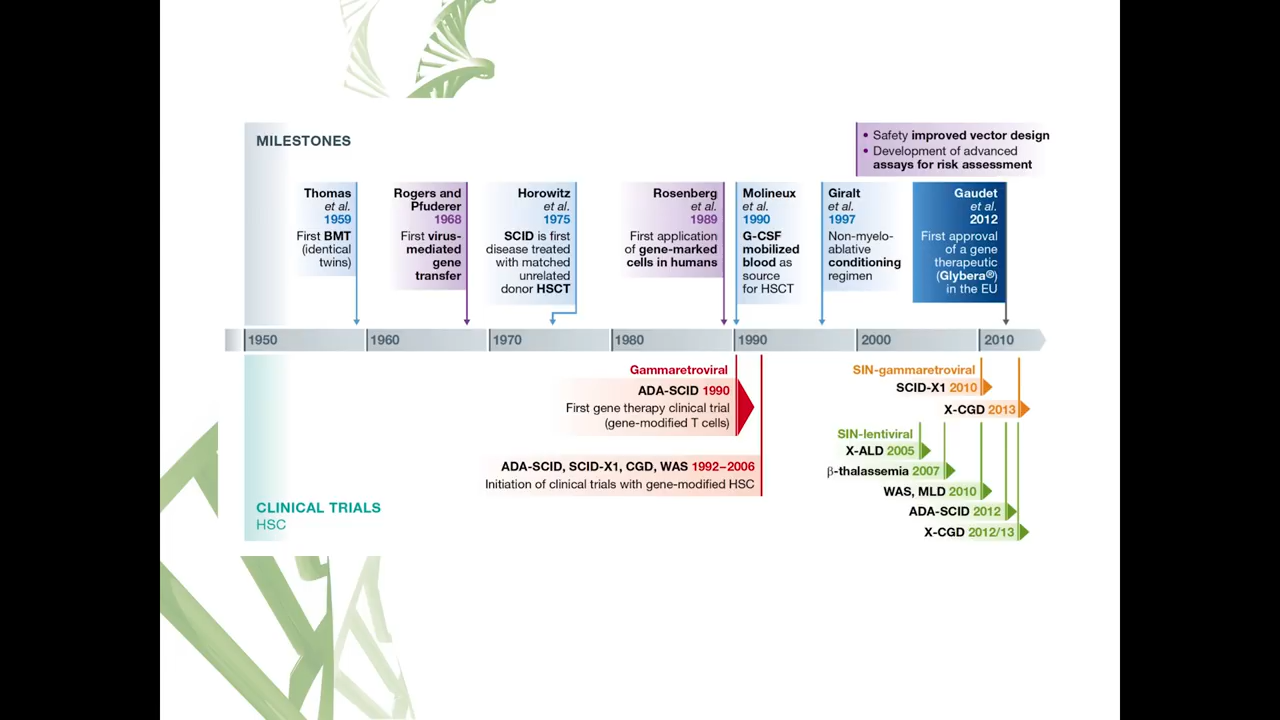 MILESTONES
• Safety improved vector design
• Development of advanced
assays for risk assessment
Thomas
et al.
1959
First BMT
(identical
twins)
Rogers and
Pfuderer
1968
First virus-
mediated
gene
transfer
Horowitz
et al.
1975
SCID is first
disease treated
with matched
unrelated
donor HSCT
Rosenberg
et al.
1989
First application
of gene-marked
cells in humans
Molineux
et al.
1990
G-CSF
mobilized
blood as
source
for HSCT
Giralt
et al.
1997
Non-myelo-
ablative
conditioning
regimen
Gaudet
et al.
2012
First approval
of a gene
therapeutic
(Glybera®)
in the EU
1950 1960 1970 1980 1990 2000 2010
Gammaretroviral
ADA-SCID 1990
First gene therapy clinical trial
(gene-modified T cells)
ADA-SCID, SCID-X1, CGD, WAS 1992–2006
Initiation of clinical trials with gene-modified HSC
SIN-gammaretroviral
SCID-X1 2010
X-CGD 2013
SIN-lentiviral
X-ALD 2005
β-thalassemia 2007
WAS, MLD 2010
ADA-SCID 2012
X-CGD 2012/13
CLINICAL TRIALS
HSC